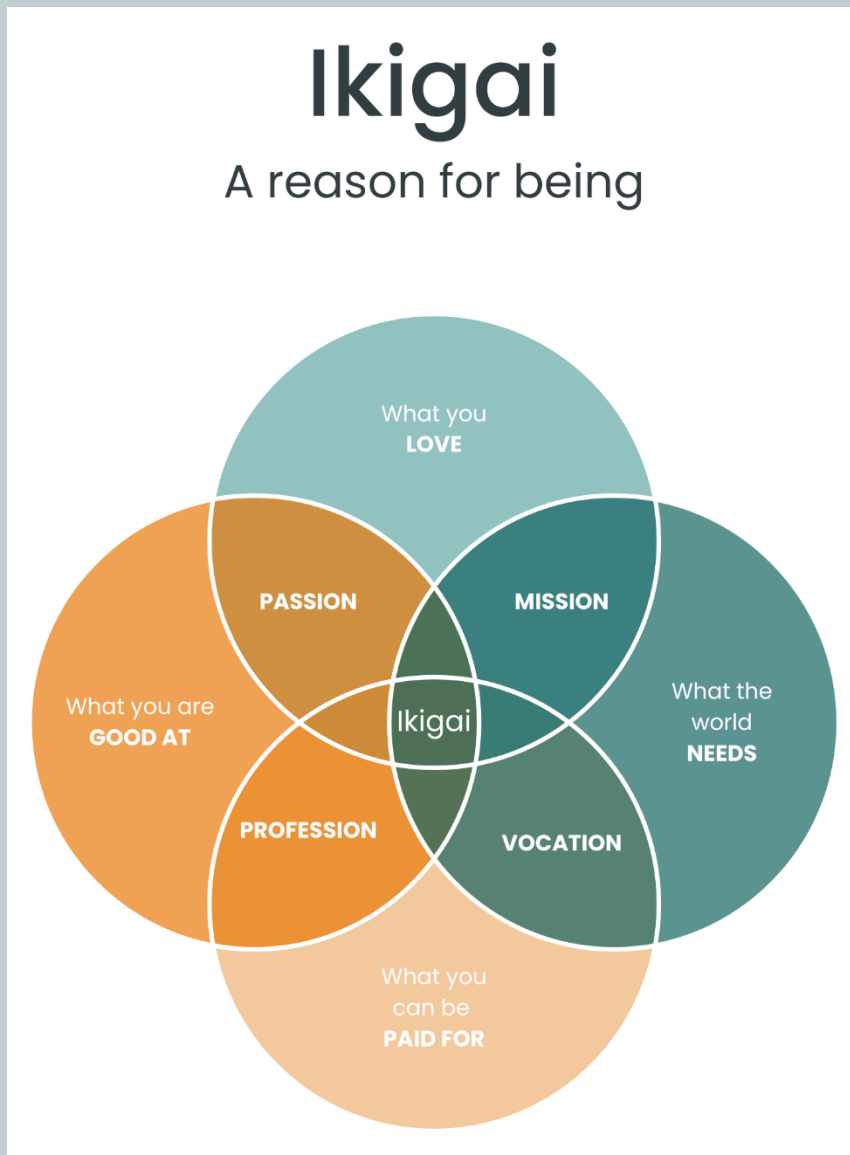 Ikigai
A reason for being
What you
LOVE
PASSION
MISSION
What you are
GOOD AT
Ikigai
What the
world
NEEDS
PROFESSION
VOCATION
What you
can be
PAID FOR